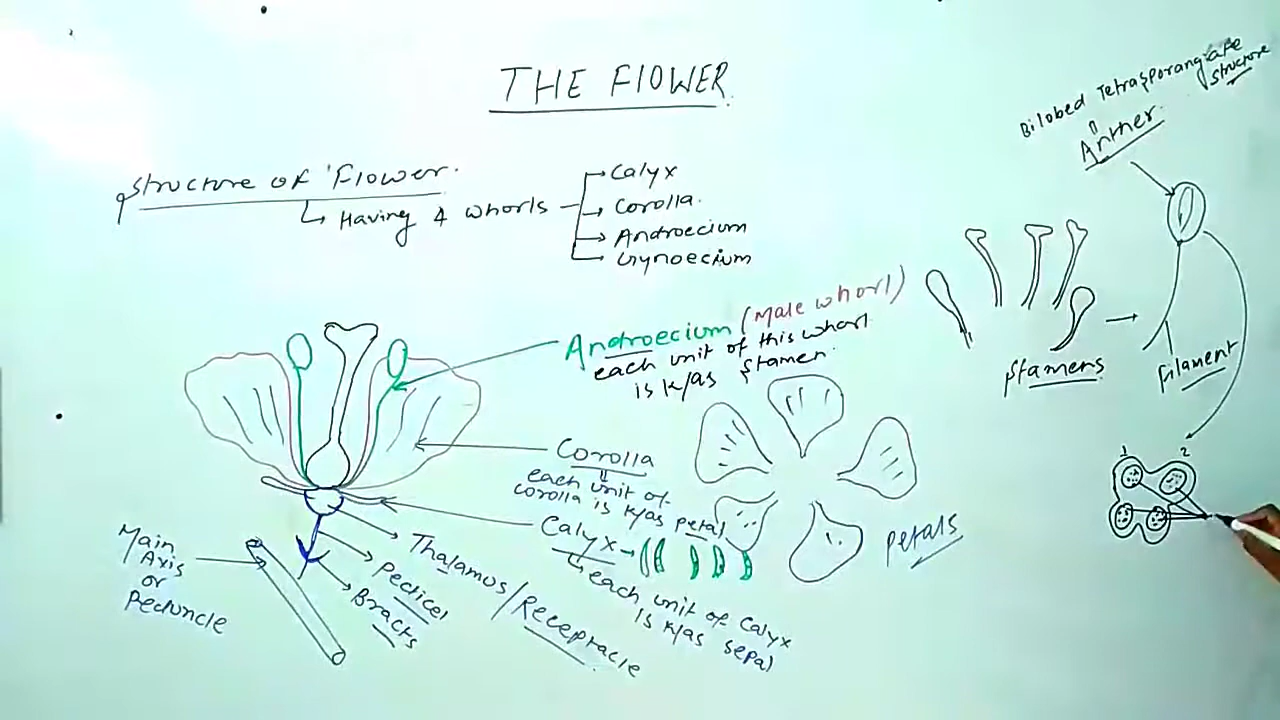 THE FLOWER.
Structure of Flower.
Having 4 whorls
Calyx
Corolla.
Androecium
Gynoecium
Bilobed Tetrasporangiate
structure
Anther.
Stamens
Filament
1 2
Androecium (Male whorl)
each unit of this whorl
is k/as stamen.
Corolla
each unit of
corolla is k/as petal
Petals
Calyx
each unit of Calyx
is k/as sepal
Thalamus/Receptacle
Pedicel
Bracts
Main
Axis
or
Peduncle